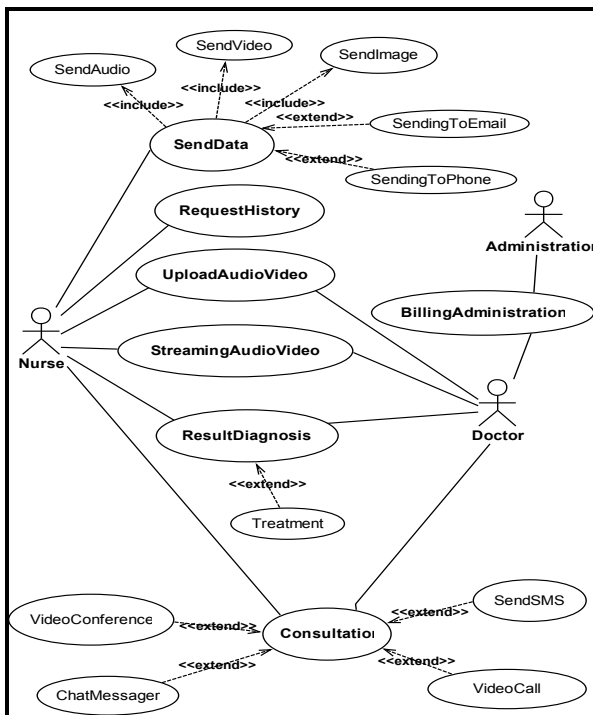 SendVideo
SendImage
SendAudio
<<include>>
<<include>>
<<include>>
<<extend>>
SendingToEmail
SendData
<<extend>>
SendingToPhone
RequestHistory
Administration
UploadAudioVideo
BillingAdministration
StreamingAudioVideo
Nurse
ResultDiagnosis
Doctor
<<extend>>
Treatment
SendSMS
VideoConference
<<extend>>
<<extend>>
Consultation
<<extend>>
<<extend>>
ChatMessager
VideoCall